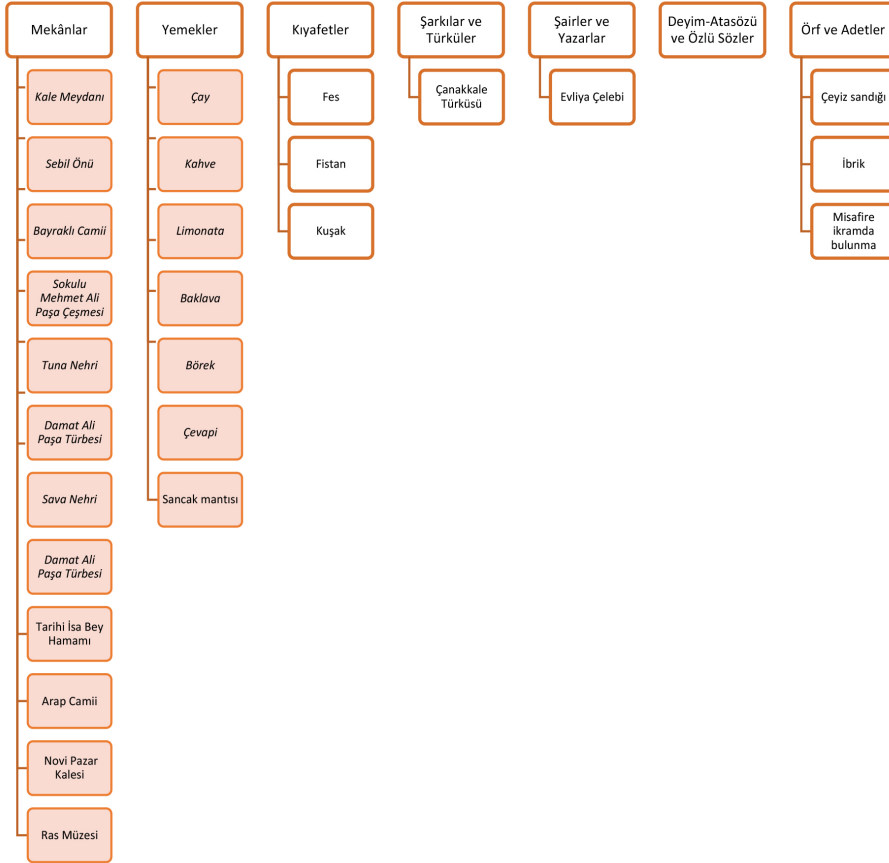 Mekânlar
Kale Meydanı
Sebil Önü
Bayraklı Camii
Sokulu
Mehmet Ali
Paşa Çeşmesi
Tuna Nehri
Damat Ali
Paşa Türbesi
Sava Nehri
Damat Ali
Paşa Türbesi
Tarihi İsa Bey
Hamamı
Arap Camii
Novi Pazar
Kalesi
Ras Müzesi
Yemekler
Çay
Kahve
Limonata
Baklava
Börek
Çevapi
Sancak mantısı
Kıyafetler
Fes
Fistan
Kuşak
Şarkılar ve
Türküler
Çanakkale
Türküsü
Şairler ve
Yazarlar
Evliya Çelebi
Deyim-Atasözü
ve Özlü Sözler
Örf ve Adetler
Çeyiz sandığı
İbrik
Misafire
ikramda
bulunma